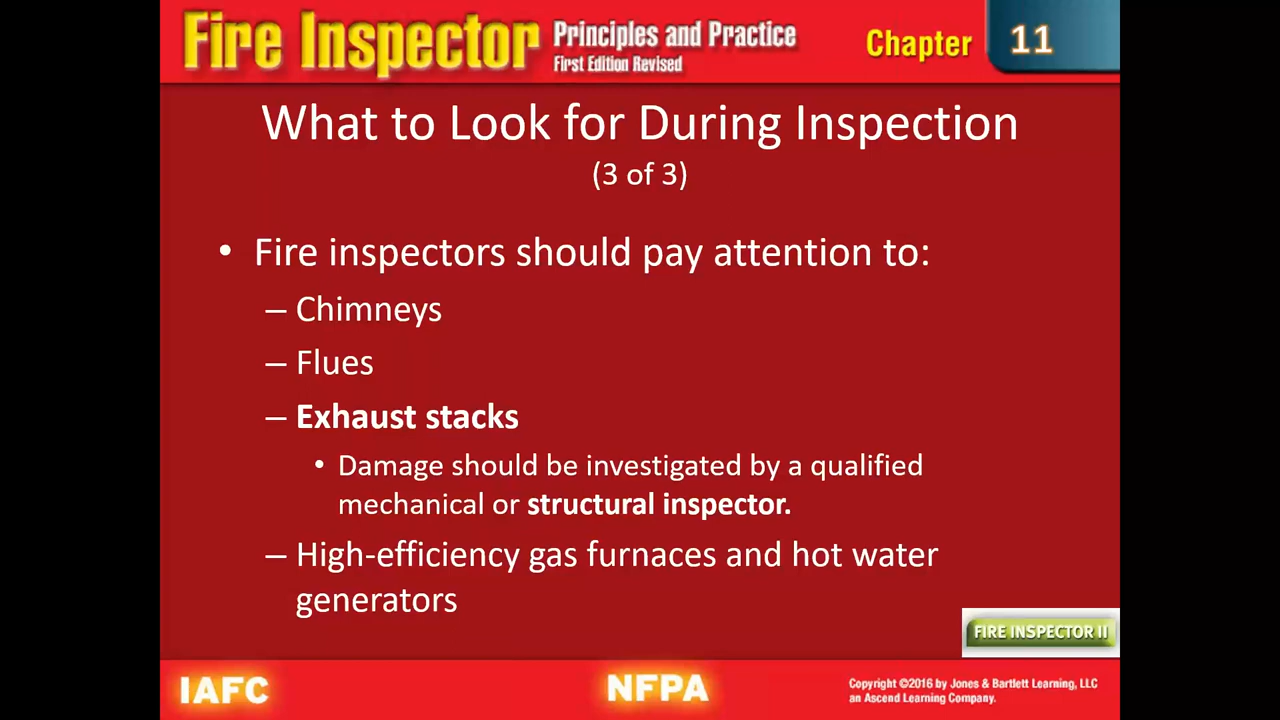 Fire Inspector Principles and Practice
First Edition Revised
Chapter 11
What to Look for During Inspection
(3 of 3)
• Fire inspectors should pay attention to:
– Chimneys
– Flues
– Exhaust stacks
• Damage should be investigated by a qualified
mechanical or structural inspector.
– High-efficiency gas furnaces and hot water
generators
FIRE INSPECTOR II
IAFC
NFPA
Copyright ©2016 by Jones & Bartlett Learning, LLC
an Ascend Learning Company.